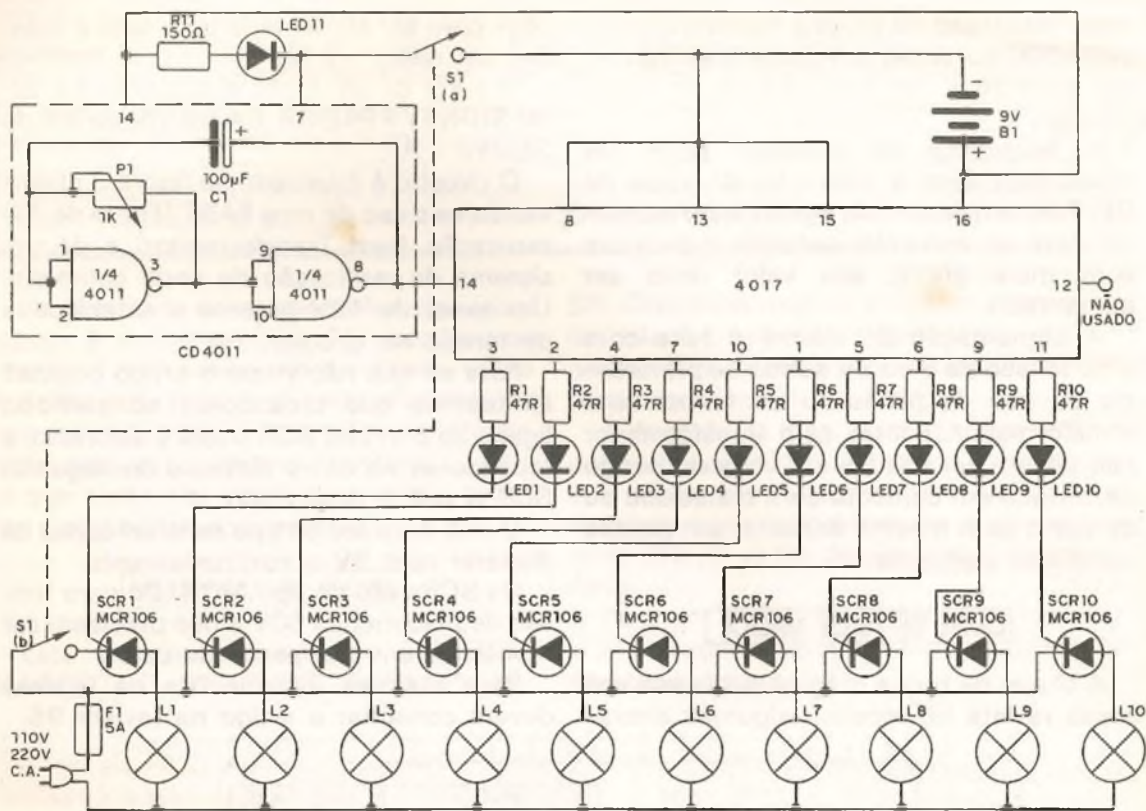 R11
150Ω
LED11
S1
(a)
14
7
-
9V
B1
+
+
100µF
C1
P1
1K
8
13
15
16
1
2
1/4
4011
3
9
10
1/4
4011
8
14
4017
12
NÃO
USADO
CD4011
3
2
4
7
10
1
5
6
9
11
R1
47R
R2
47R
R3
47R
R4
47R
R5
47R
R6
47R
R7
47R
R8
47R
R9
47R
R10
47R
LED1
LED2
LED3
LED4
LED5
LED6
LED7
LED8
LED9
LED10
S1
(b)
SCR1
MCR106
SCR2
MCR106
SCR3
MCR106
SCR4
MCR106
SCR5
MCR106
SCR6
MCR106
SCR7
MCR106
SCR8
MCR106
SCR9
MCR106
SCR10
MCR106
F1
5A
110V
220V
C.A.
L1
L2
L3
L4
L5
L6
L7
L8
L9
L10